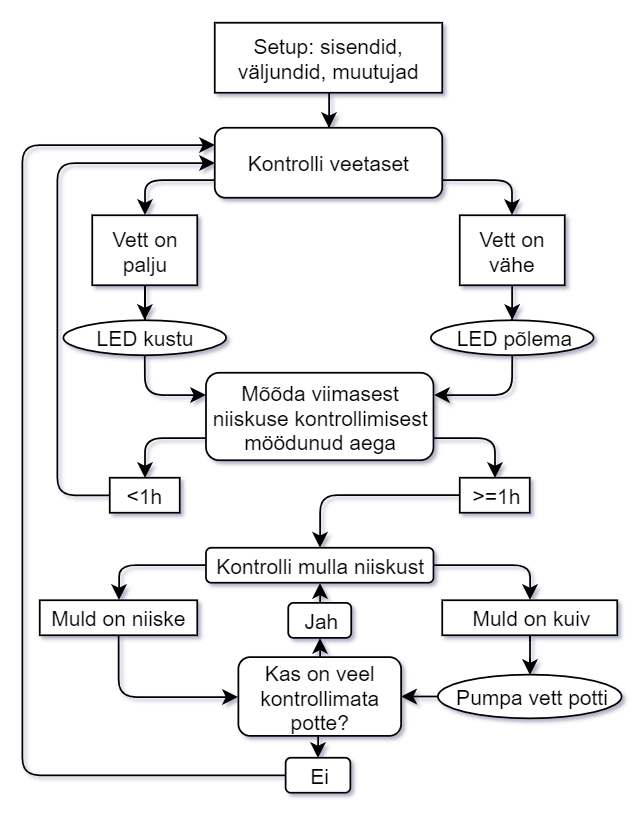 Setup: sisendid,
väljundid, muutujad
Kontrolli veetaset
Vett on
palju
Vett on
vähe
LED kustu
LED põlema
Mõõda viimasest
niiskuse kontrollimisest
möödunud aega
<1h
>=1h
Kontrolli mulla niiskust
Muld on niiske
Jah
Muld on kuiv
Kas on veel
kontrollimata
potte?
Pumpa vett potti
Ei